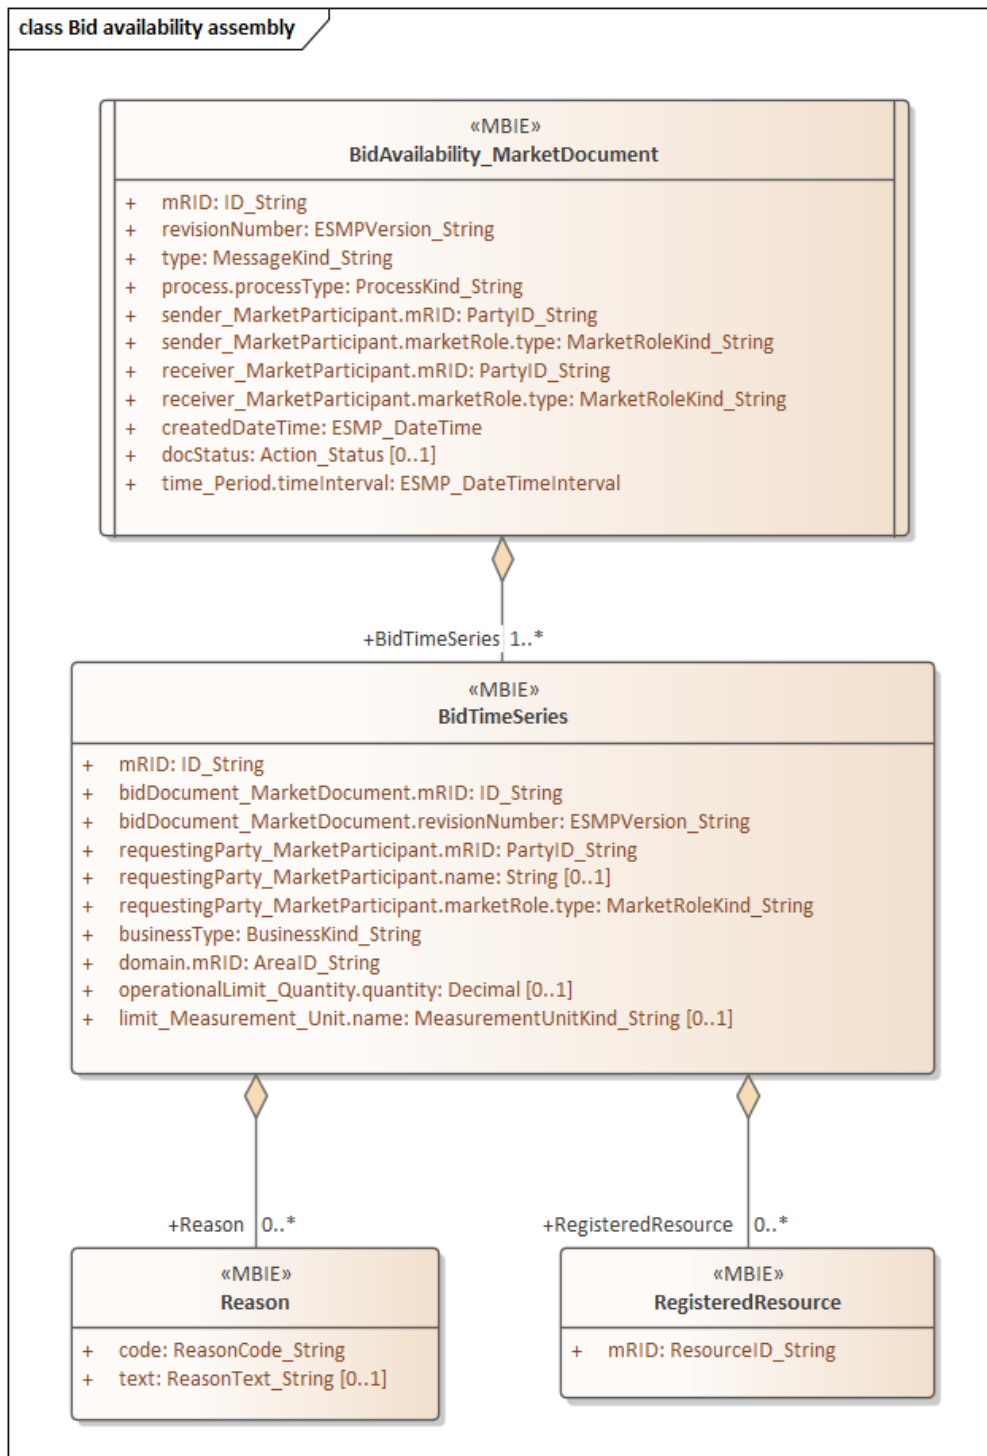 class Bid availability assembly
«MBIE»
BidAvailability_MarketDocument
+ mRID: ID_String
+ revisionNumber: ESMPVersion_String
+ type: MessageKind_String
+ process.processType: ProcessKind_String
+ sender_MarketParticipant.mRID: PartyID_String
+ sender_MarketParticipant.marketRole.type: MarketRoleKind_String
+ receiver_MarketParticipant.mRID: PartyID_String
+ receiver_MarketParticipant.marketRole.type: MarketRoleKind_String
+ createdDateTime: ESMP_DateTime
+ docStatus: Action_Status [0..1]
+ time_Period.timeInterval: ESMP_DateTimeInterval
+BidTimeSeries 1..*
«MBIE»
BidTimeSeries
+ mRID: ID_String
+ bidDocument_MarketDocument.mRID: ID_String
+ bidDocument_MarketDocument.revisionNumber: ESMPVersion_String
+ requestingParty_MarketParticipant.mRID: PartyID_String
+ requestingParty_MarketParticipant.name: String [0..1]
+ requestingParty_MarketParticipant.marketRole.type: MarketRoleKind_String
+ businessType: BusinessKind_String
+ domain.mRID: AreaID_String
+ operationalLimit_Quantity.quantity: Decimal [0..1]
+ limit_Measurement_Unit.name: MeasurementUnitKind_String [0..1]
+Reason 0..*
+RegisteredResource 0..*
«MBIE»
Reason
+ code: ReasonCode_String
+ text: ReasonText_String [0..1]
«MBIE»
RegisteredResource
+ mRID: ResourceID_String